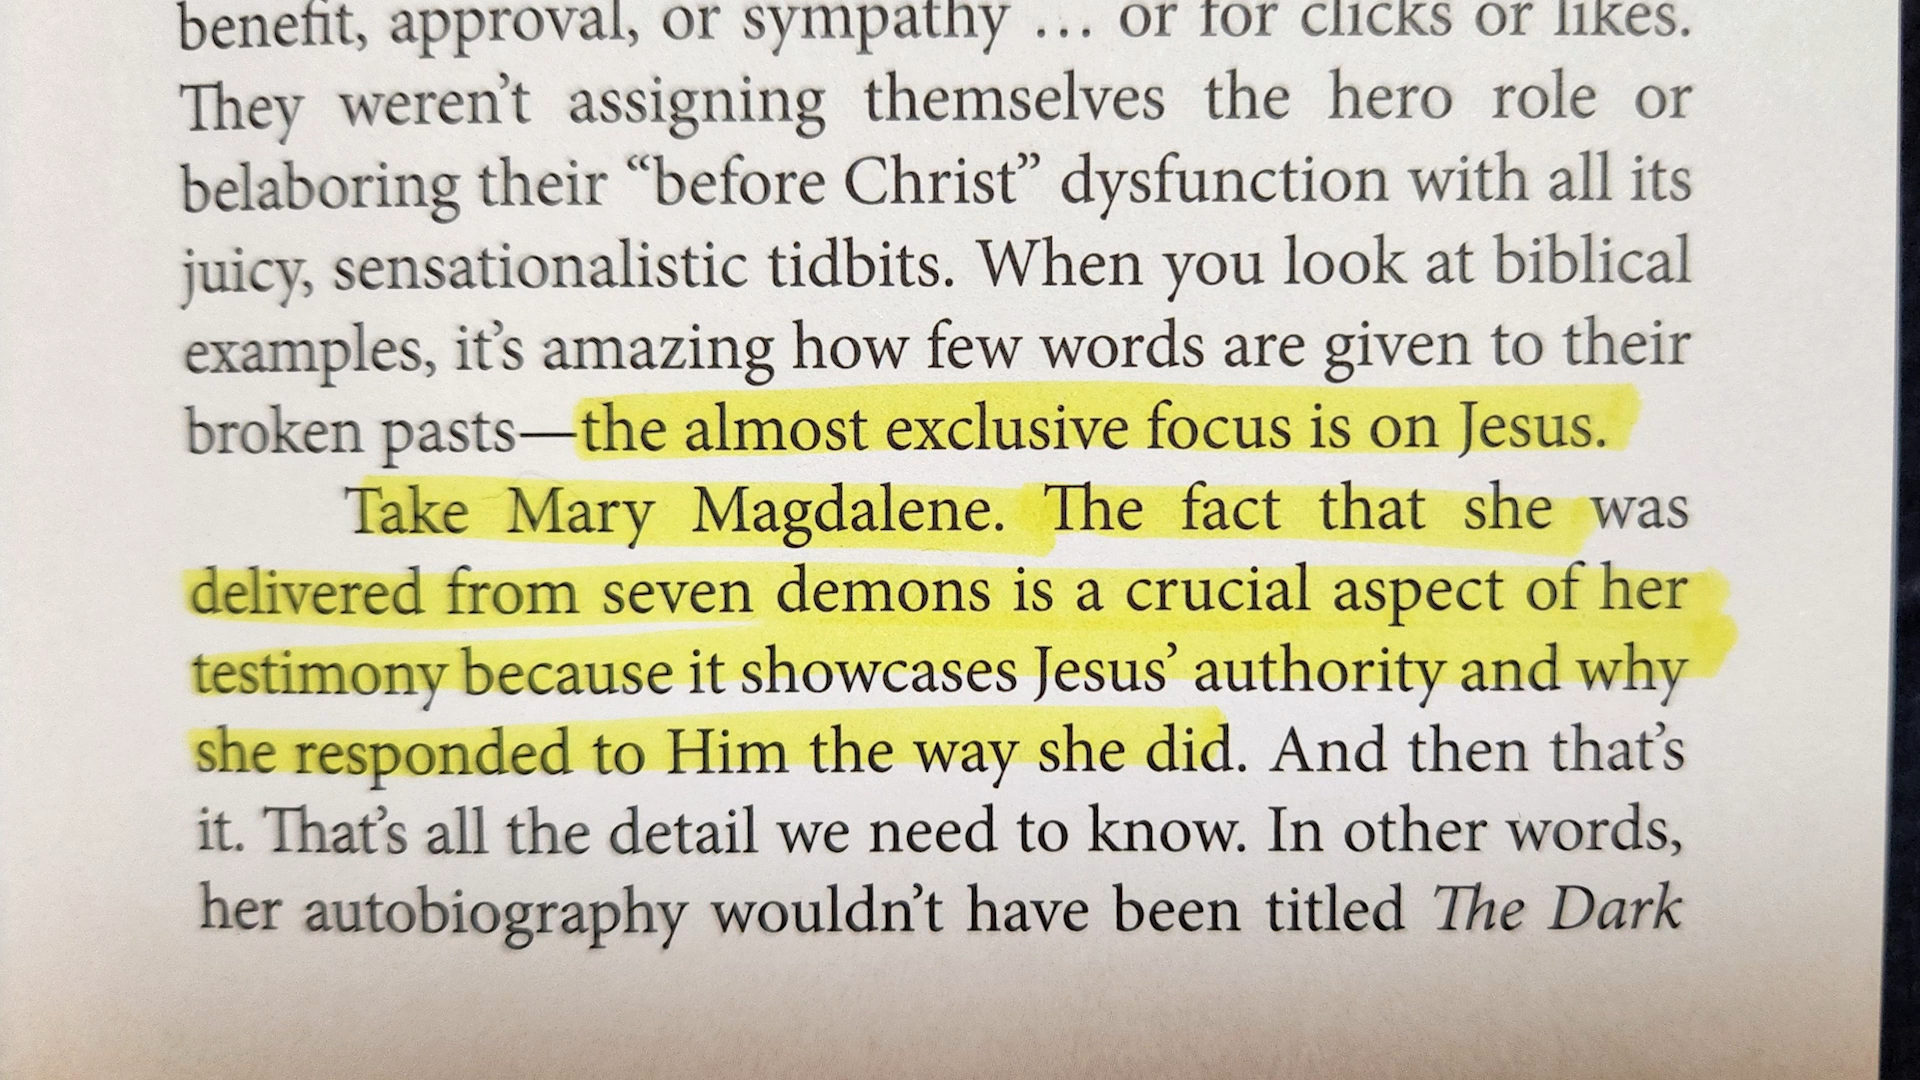 benefit, approval, or sympathy … or for clicks or likes.
They weren’t assigning themselves the hero role or
belaboring their “before Christ” dysfunction with all its
juicy, sensationalistic tidbits. When you look at biblical
examples, it’s amazing how few words are given to their
broken pasts—the almost exclusive focus is on Jesus.
Take Mary Magdalene. The fact that she was
delivered from seven demons is a crucial aspect of her
testimony because it showcases Jesus’ authority and why
she responded to Him the way she did. And then that’s
it. That’s all the detail we need to know. In other words,
her autobiography wouldn’t have been titled The Dark